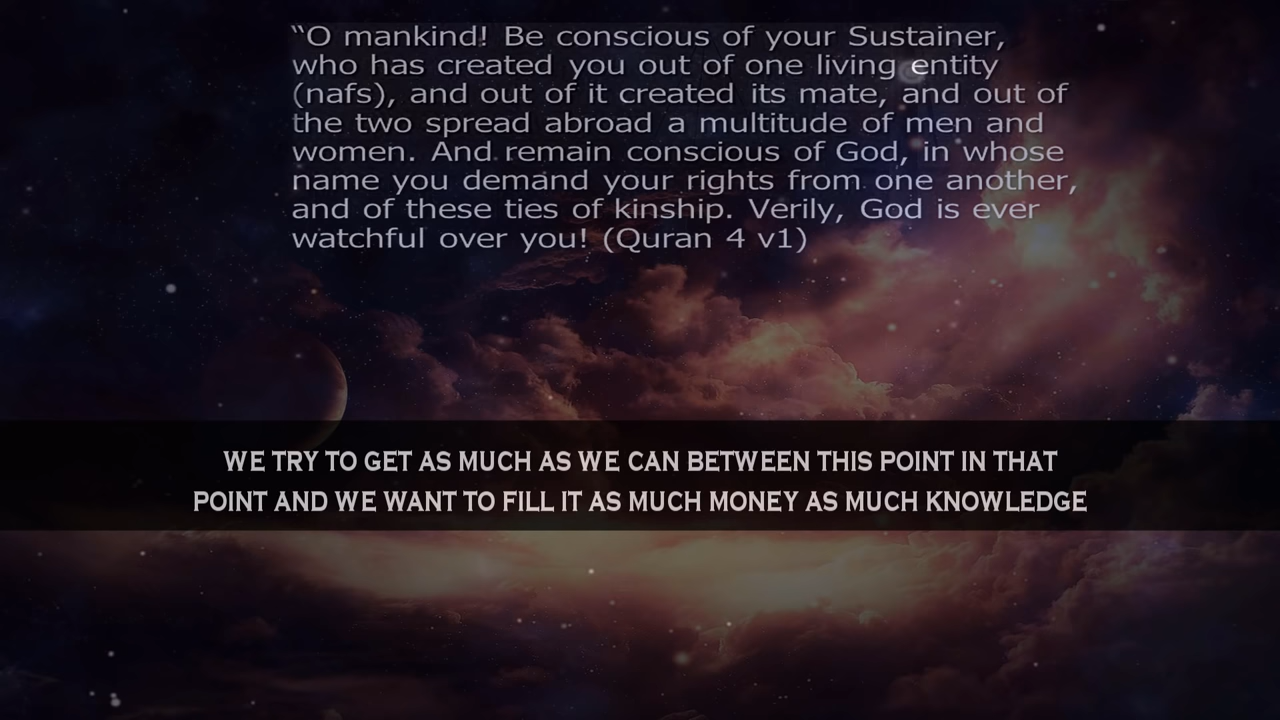 “O mankind! Be conscious of your Sustainer,
who has created you out of one living entity
(nafs), and out of it created its mate, and out of
the two spread abroad a multitude of men and
women. And remain conscious of God, in whose
name you demand your rights from one another,
and of these ties of kinship. Verily, God is ever
watchful over you! (Quran 4 v1)
WE TRY TO GET AS MUCH AS WE CAN BETWEEN THIS POINT IN THAT
POINT AND WE WANT TO FILL IT AS MUCH MONEY AS MUCH KNOWLEDGE